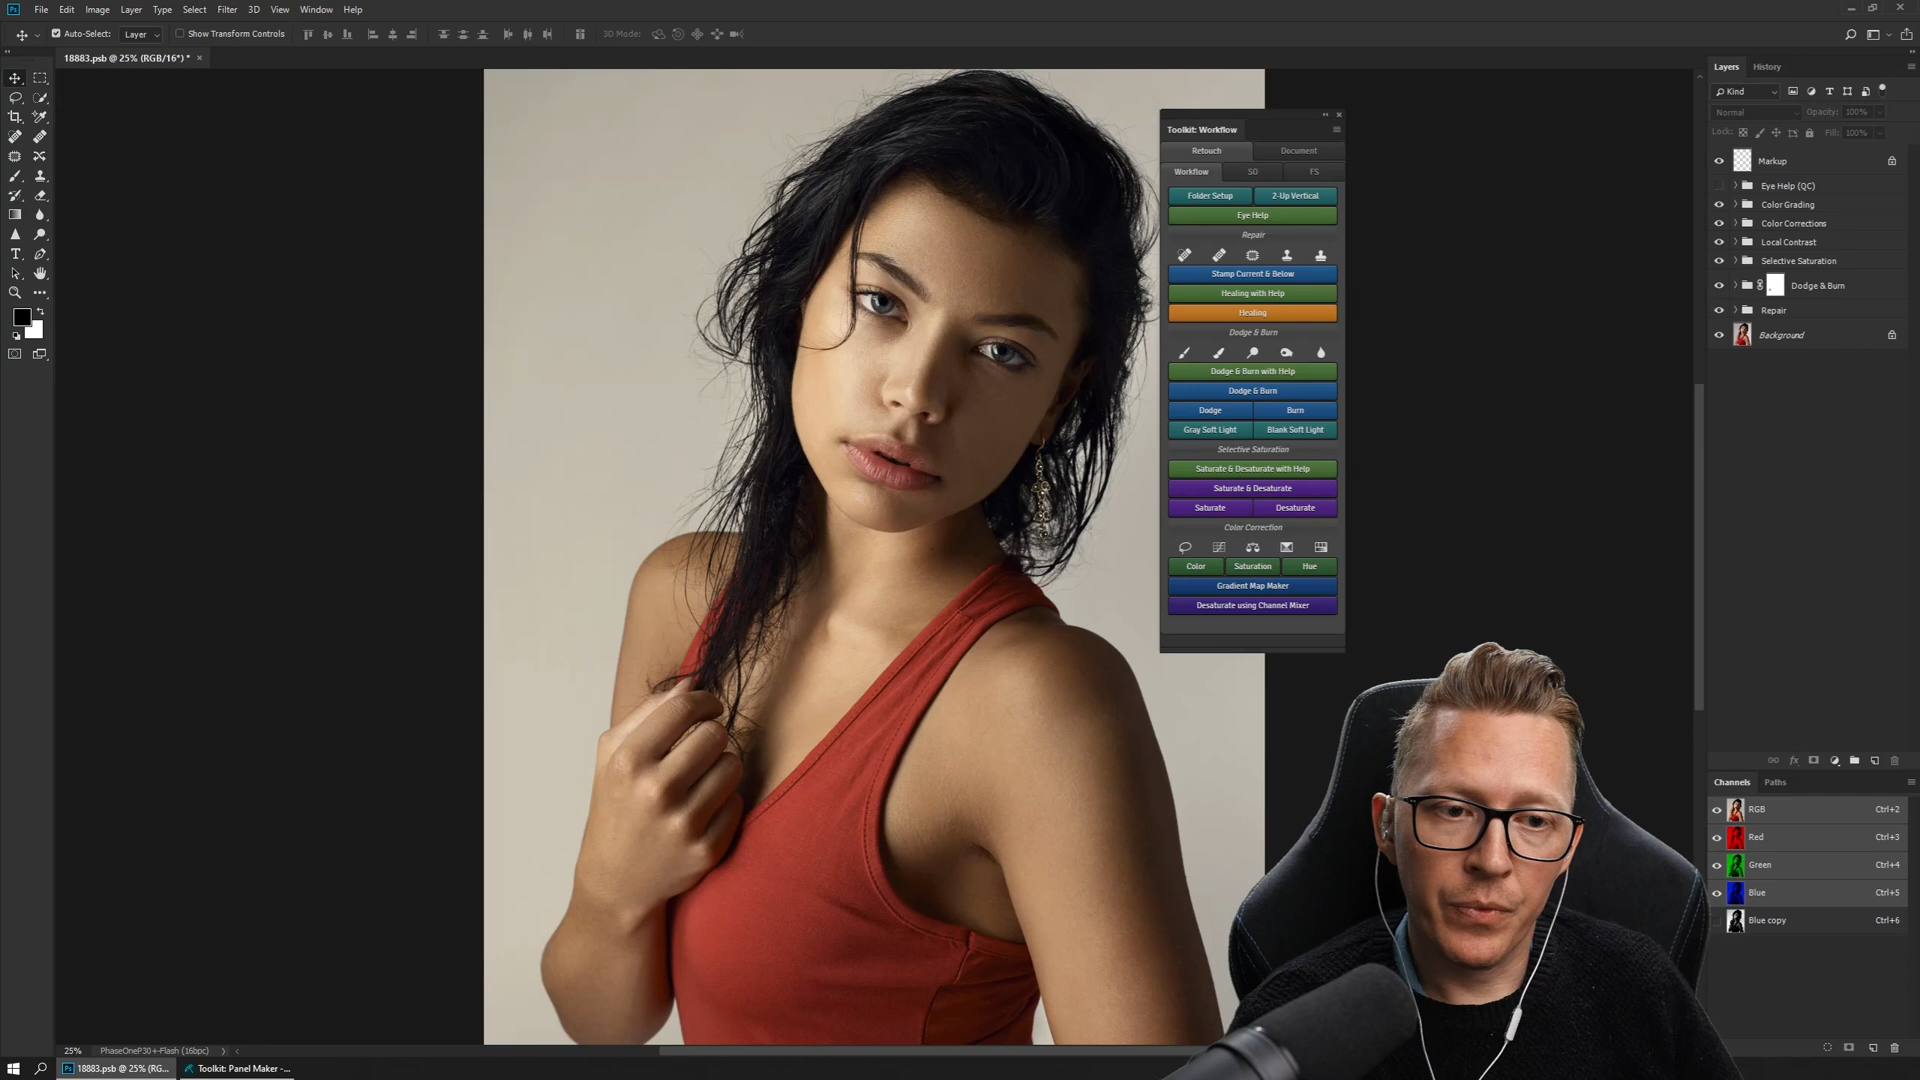 Ps File Edit Image Layer Type Select Filter 3D View Window Help
Auto-Select: Layer Show Transform Controls 3D Mode:
18883.psb @ 25% (RGB/16*) *
Toolkit: Workflow
Retouch Document
Workflow SO FS
Folder Setup 2-Up Vertical
Eye Help
Repair
Stamp Current & Below
Healing with Help
Healing
Dodge & Burn
Dodge & Burn with Help
Dodge & Burn
Dodge Burn
Gray Soft Light Blank Soft Light
Selective Saturation
Saturate & Desaturate with Help
Saturate & Desaturate
Saturate Desaturate
Color Correction
Color Saturation Hue
Gradient Map Maker
Desaturate using Channel Mixer
Layers History
Kind
Normal Opacity: 100%
Lock: Fill: 100%
Markup
Eye Help (QC)
Color Grading
Color Corrections
Local Contrast
Selective Saturation
Dodge & Burn
Repair
Background
Channels Paths
RGB Ctrl+2
Red Ctrl+3
Green Ctrl+4
Blue Ctrl+5
Blue copy Ctrl+6
25% PhaseOneP30+-Flash (16bpc)
Ps 18883.psb @ 25% (RG... Toolkit: Panel Maker -...